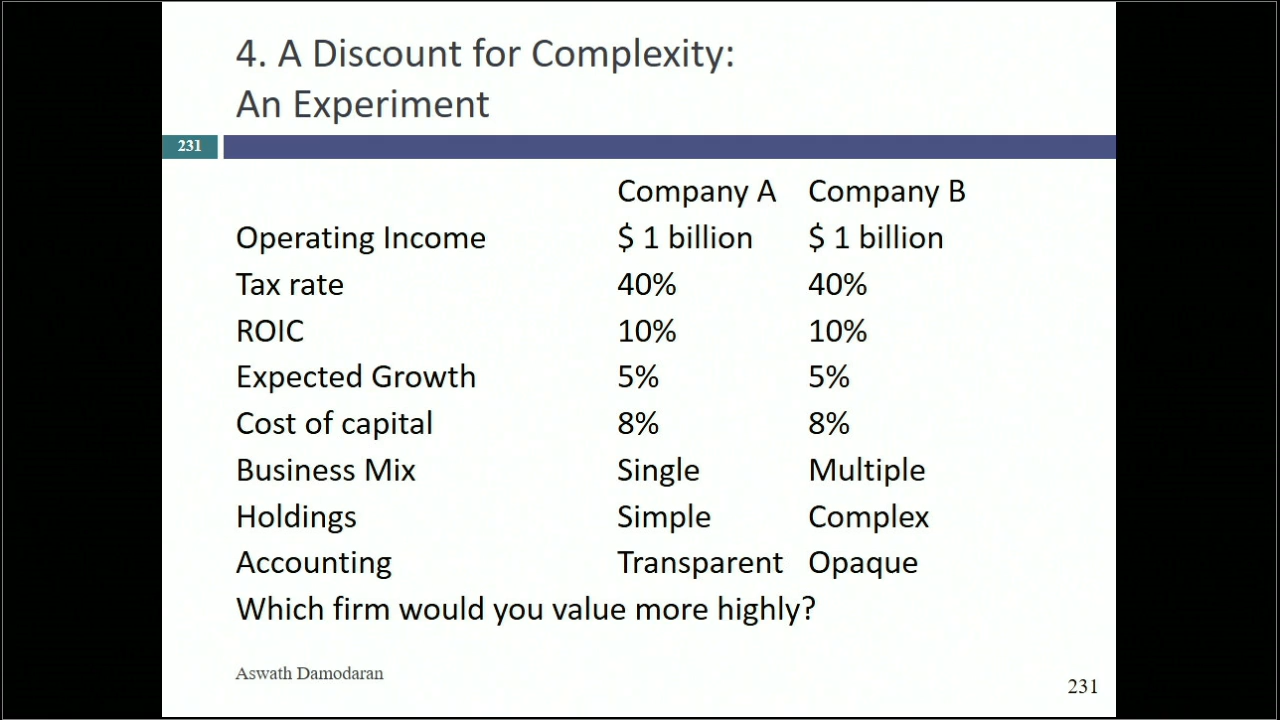 4. A Discount for Complexity:
An Experiment
231
Company A Company B
Operating Income $ 1 billion $ 1 billion
Tax rate 40% 40%
ROIC 10% 10%
Expected Growth 5% 5%
Cost of capital 8% 8%
Business Mix Single Multiple
Holdings Simple Complex
Accounting Transparent Opaque
Which firm would you value more highly?
Aswath Damodaran
231